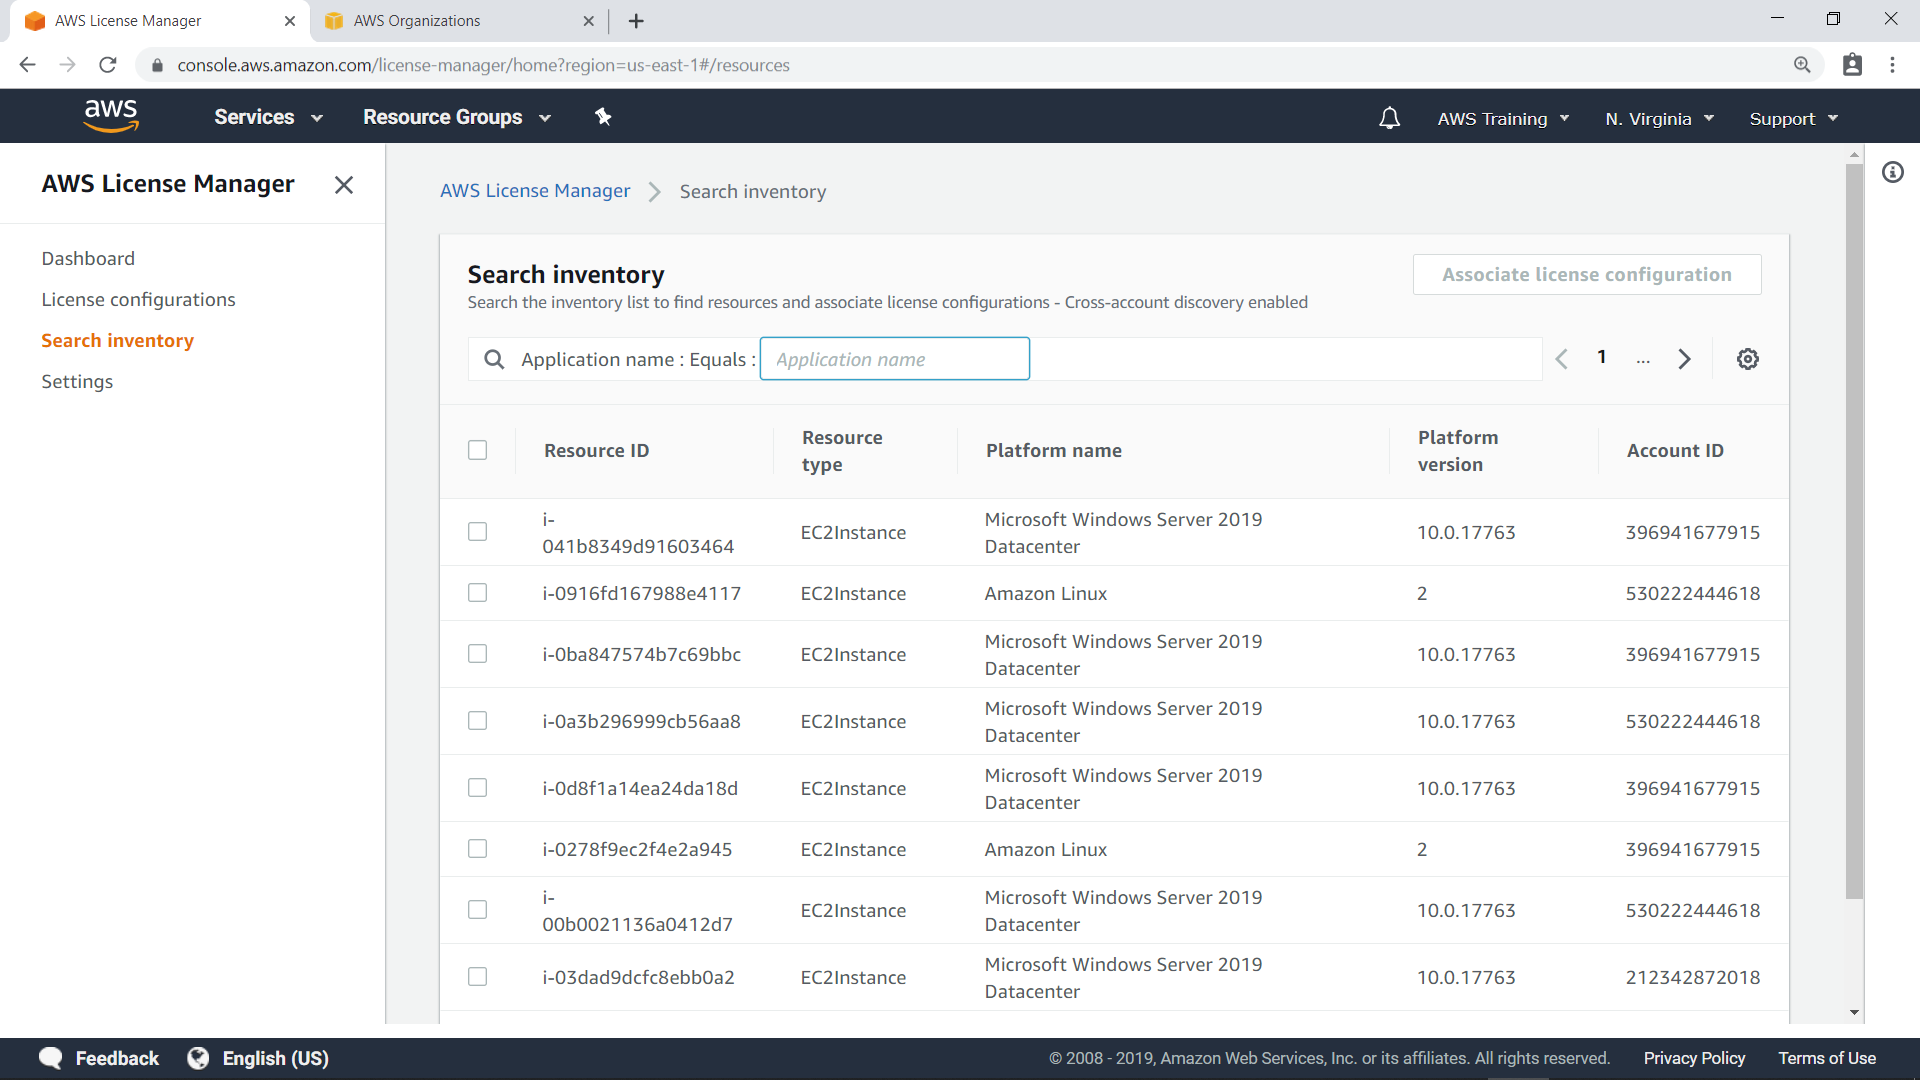 AWS License Manager
AWS Organizations
console.aws.amazon.com/license-manager/home?region=us-east-1#/resources
aws
Services
Resource Groups
AWS Training
N. Virginia
Support
AWS License Manager
Dashboard
License configurations
Search inventory
Settings
AWS License Manager
Search inventory
Search inventory
Search the inventory list to find resources and associate license configurations - Cross-account discovery enabled
Associate license configuration
Application name : Equals : Application name
1 ...
Resource ID
Resource
type
Platform name
Platform
version
Account ID
i-
041b8349d91603464
EC2Instance
Microsoft Windows Server 2019
Datacenter
10.0.17763
396941677915
i-0916fd167988e4117
EC2Instance
Amazon Linux
2
530222444618
i-0ba847574b7c69bbc
EC2Instance
Microsoft Windows Server 2019
Datacenter
10.0.17763
396941677915
i-0a3b296999cb56aa8
EC2Instance
Microsoft Windows Server 2019
Datacenter
10.0.17763
530222444618
i-0d8f1a14ea24da18d
EC2Instance
Microsoft Windows Server 2019
Datacenter
10.0.17763
396941677915
i-0278f9ec2f4e2a945
EC2Instance
Amazon Linux
2
396941677915
i-
00b0021136a0412d7
EC2Instance
Microsoft Windows Server 2019
Datacenter
10.0.17763
530222444618
i-03dad9dcfc8ebb0a2
EC2Instance
Microsoft Windows Server 2019
Datacenter
10.0.17763
212342872018
Feedback
English (US)
© 2008 - 2019, Amazon Web Services, Inc. or its affiliates. All rights reserved.
Privacy Policy
Terms of Use